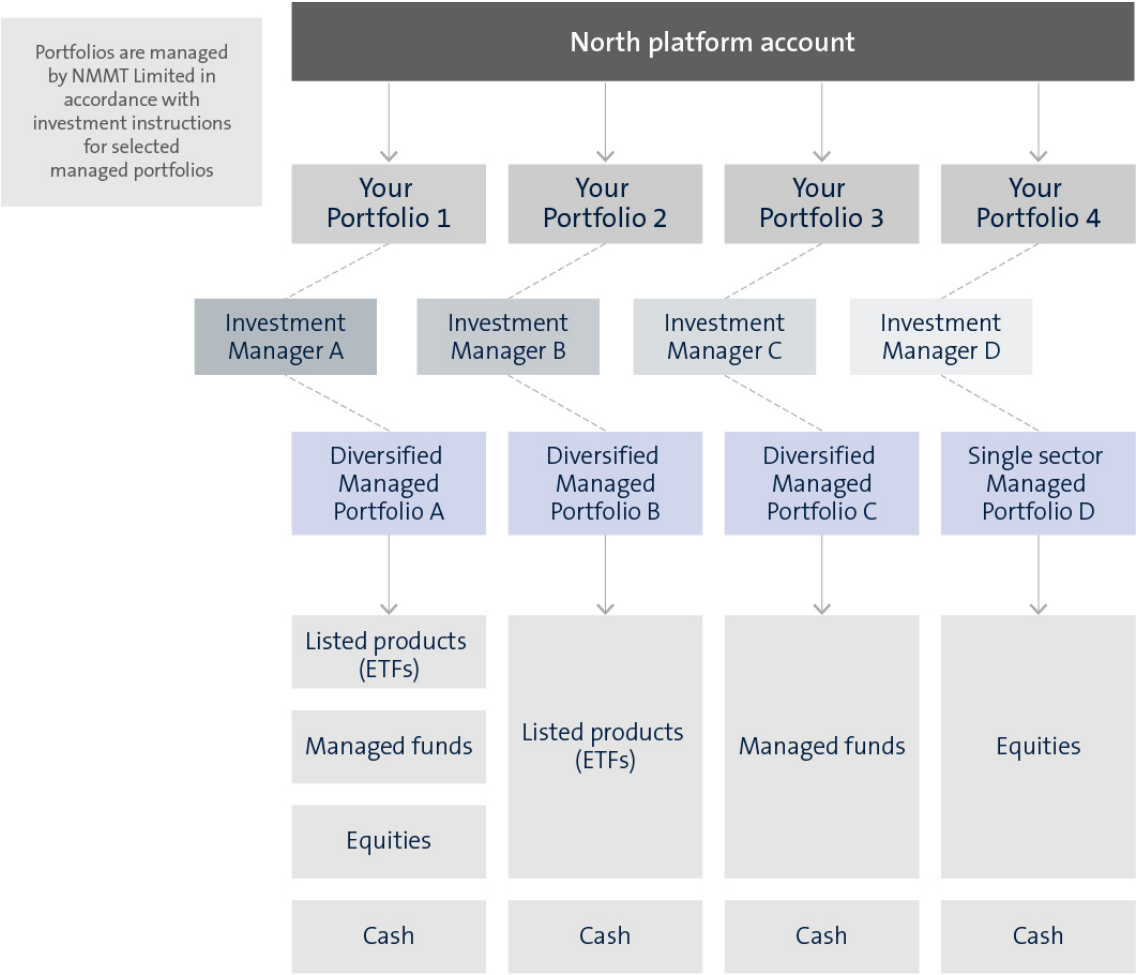 North platform account
Portfolios are managed
by NMMT Limited in
accordance with
investment instructions
for selected
managed portfolios
Your
Portfolio 1
Your
Portfolio 2
Your
Portfolio 3
Your
Portfolio 4
Investment
Manager A
Investment
Manager B
Investment
Manager C
Investment
Manager D
Diversified
Managed
Portfolio A
Diversified
Managed
Portfolio B
Diversified
Managed
Portfolio C
Single sector
Managed
Portfolio D
Listed products
(ETFs)
Managed funds
Equities
Listed products
(ETFs)
Managed funds
Equities
Cash
Cash
Cash
Cash